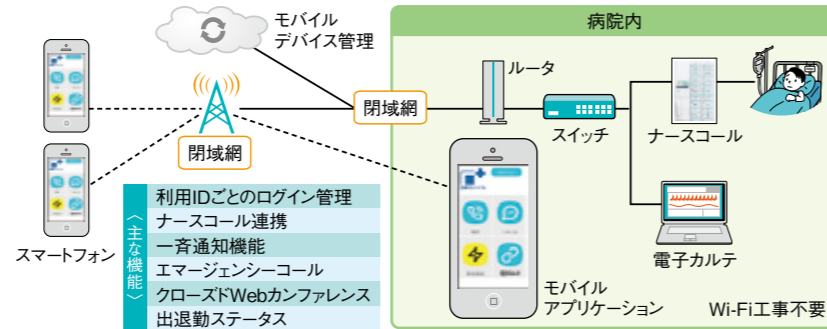 モバイル
デバイス管理
病院内
ルータ
閉域網
閉域網
スイッチ
ナースコール
スマートフォン
〈主な機能〉
利用IDごとのログイン管理
ナースコール連携
一斉通知機能
エマージェンシーコール
クローズドWebカンファレンス
出退勤ステータス
電子カルテ
モバイル
アプリケーション
Wi-Fi工事不要